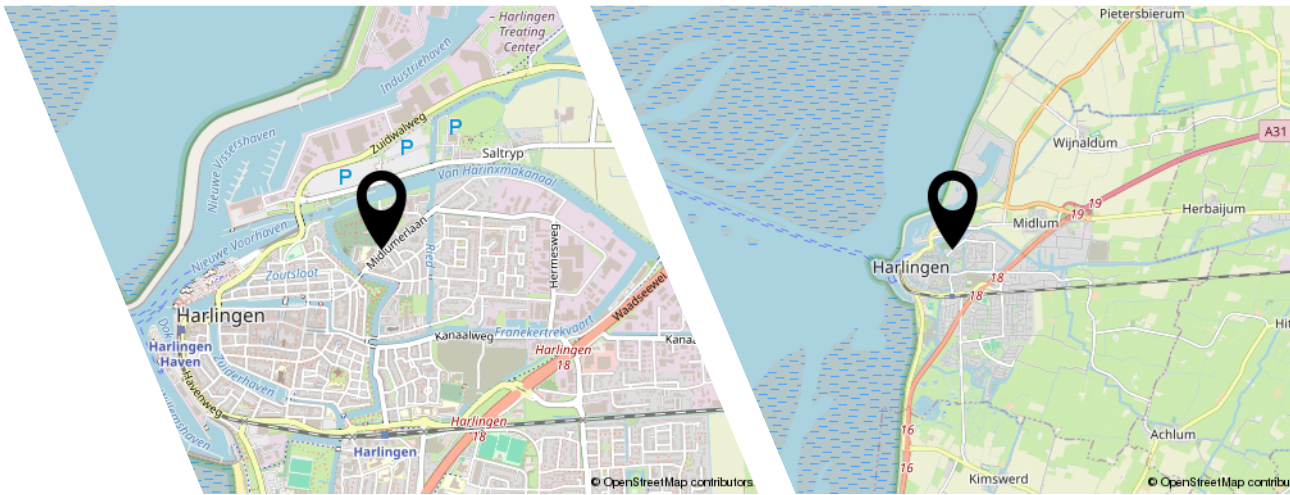 – Harlingen
Treating
Center
Industriehaven
Nieuwe Vissershaven
Zuidwalweg
P
P
P
Saltryp
Van Harinxmakanaal
Nieuwe Voorhaven
Midlumerlaan
Ried
Hermesweg
Zoutsloot
Waadseewei
Harlingen
Franekertrekvaart
Kanaalweg
Harlingen
Haven
Harlingen
18
Zuiderhaven
Havenweg
Willemshaven
Harlingen
18
Harlingen
© OpenStreetMap contributors
Pietersbierum
A31
Wijnaldum
19
19
Midlum
Herbaijum
Harlingen
18
18
16
16
Achlum
Kimswerd
© OpenStreetMap contribu